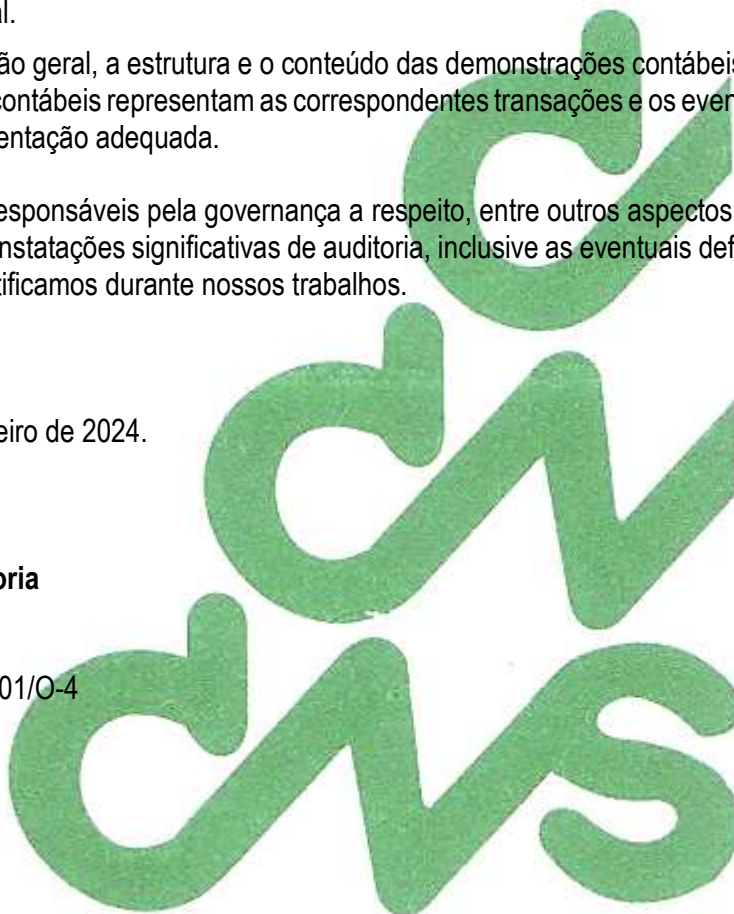 al.
ão geral, a estrutura e o conteúdo das demonstrações contábeis
contábeis representam as correspondentes transações e os even
entação adequada.
esponsáveis pela governança a respeito, entre outros aspectos
nstatações significativas de auditoria, inclusive as eventuais def
tificamos durante nossos trabalhos.
eiro de 2024.
oria
01/O-4
CNS